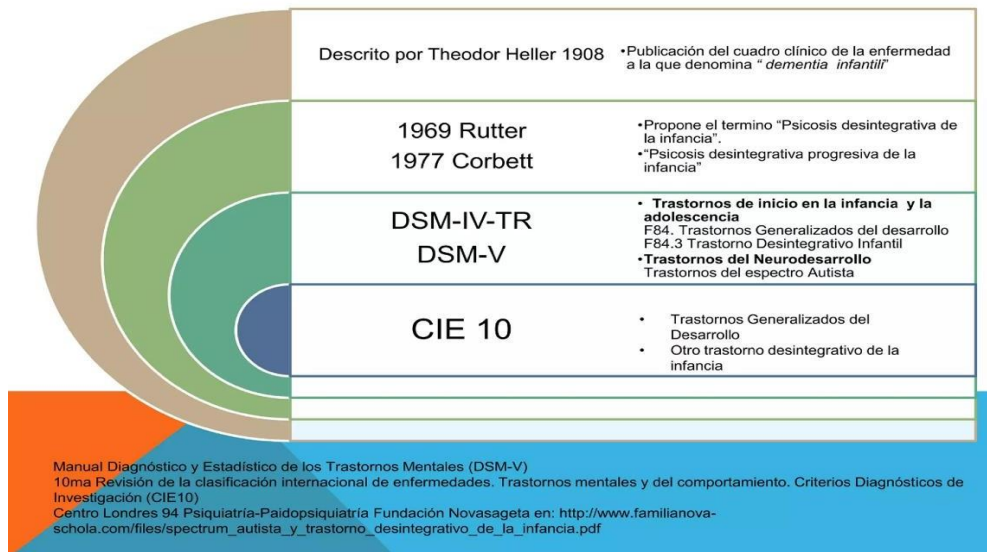 Descrito por Theodor Heller 1908
•Publicación del cuadro clínico de la enfermedad
a la que denomina “ dementia infantili”
1969 Rutter
1977 Corbett
•Propone el termino “Psicosis desintegrativa de
la infancia”.
•“Psicosis desintegrativa progresiva de la
infancia”
DSM-IV-TR
DSM-V
• Trastornos de inicio en la infancia y la
adolescencia
F84. Trastornos Generalizados del desarrollo
F84.3 Trastorno Desintegrativo Infantil
•Trastornos del Neurodesarrollo
Trastornos del espectro Autista
CIE 10
• Trastornos Generalizados del
Desarrollo
• Otro trastorno desintegrativo de la
infancia
Manual Diagnóstico y Estadístico de los Trastornos Mentales (DSM-V)
10ma Revisión de la clasificación internacional de enfermedades. Trastornos mentales y del comportamiento. Criterios Diagnósticos de
Investigación (CIE10)
Centro Londres 94 Psiquiatría-Paidopsiquiatría Fundación Novasageta en: http://www.familianova-
schola.com/files/spectrum_autista_y_trastorno_desintegrativo_de_la_infancia.pdf